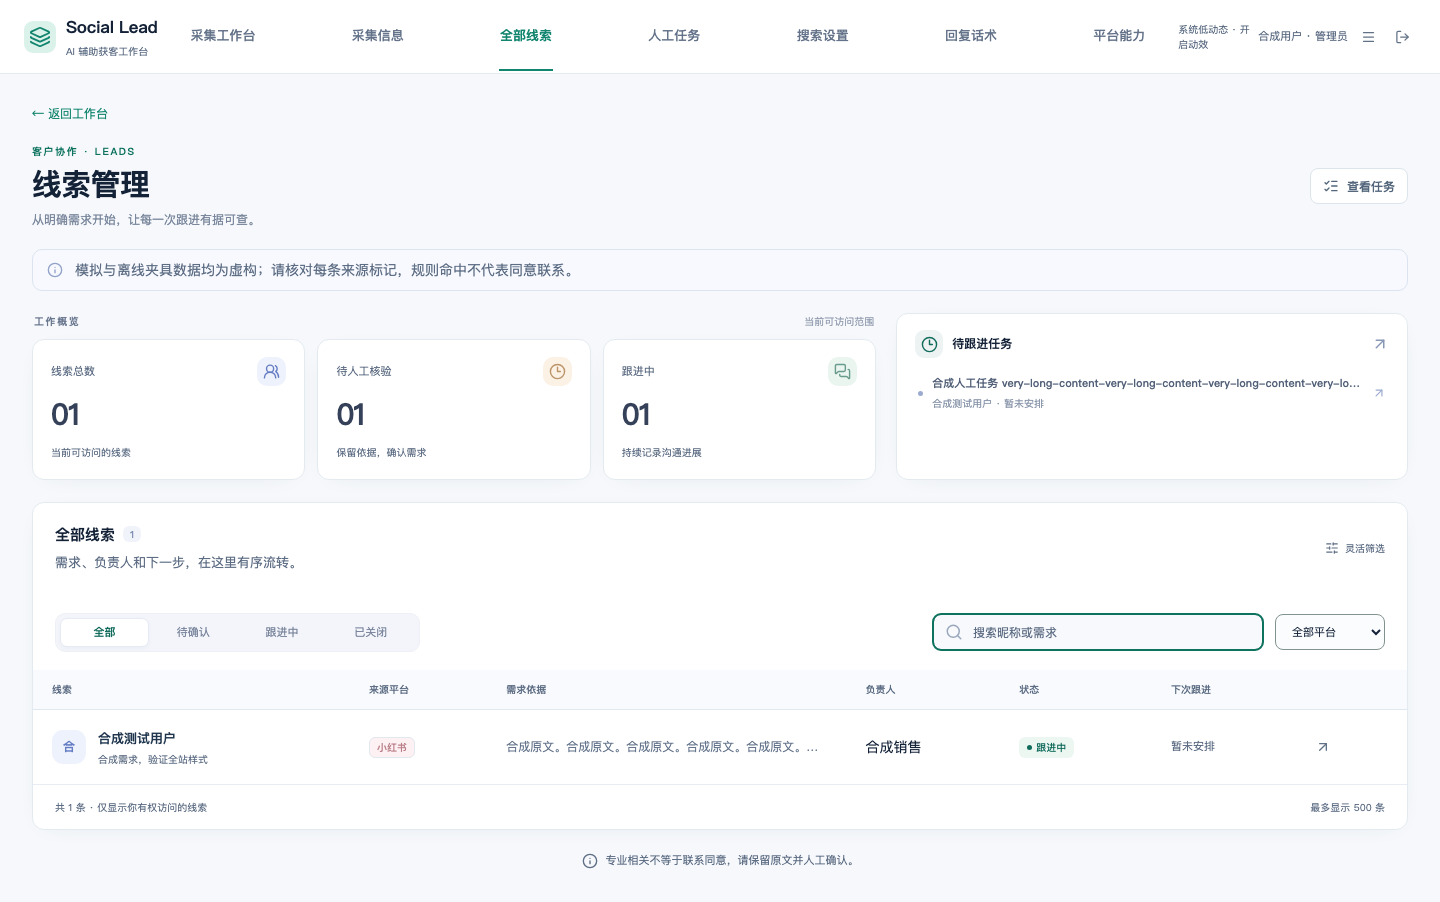 Social Lead
AI 辅助获客工作台
采集工作台
采集信息
全部线索
人工任务
搜索设置
回复话术
平台能力
系统低动态 · 开
启动效
合成用户 · 管理员
← 返回工作台
客户协作 · LEADS
线索管理
从明确需求开始，让每一次跟进有据可查。
查看任务
模拟与离线夹具数据均为虚构；请核对每条来源标记，规则命中不代表同意联系。
工作概览
当前可访问范围
线索总数
01
当前可访问的线索
待人工核验
01
保留依据，确认需求
跟进中
01
持续记录沟通进展
待跟进任务
合成人工任务 very-long-content-very-long-content-very-long-content-very-lo...
合成测试用户 · 暂未安排
全部线索 1
需求、负责人和下一步，在这里有序流转。
灵活筛选
全部
待确认
跟进中
已关闭
搜索昵称或需求
全部平台
线索
来源平台
需求依据
负责人
状态
下次跟进
合
合成测试用户
合成需求，验证全站样式
小红书
合成原文。合成原文。合成原文。合成原文。合成原文。...
合成销售
跟进中
暂未安排
共 1 条 · 仅显示你有权访问的线索
最多显示 500 条
专业相关不等于联系同意，请保留原文并人工确认。